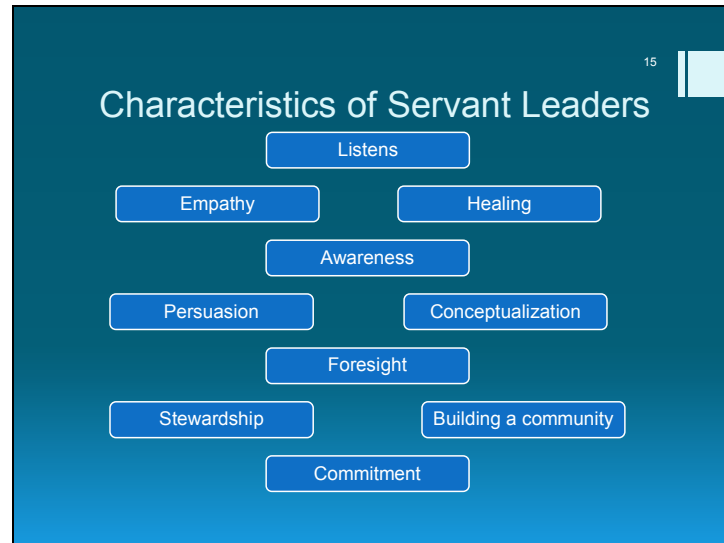 15
Characteristics of Servant Leaders
Listens
Empathy
Healing
Awareness
Persuasion
Conceptualization
Foresight
Stewardship
Building a community
Commitment